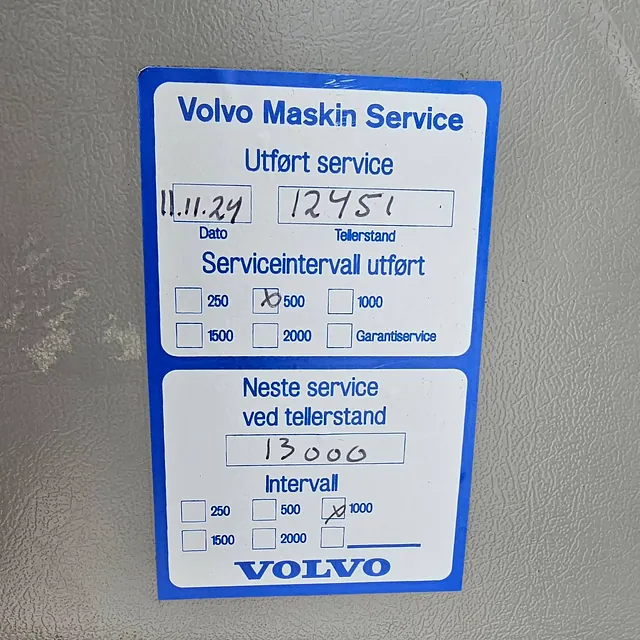 Volvo Maskin Service
Utført service
11.11.24 12451
Dato Tellerstand
Serviceintervall utført
250 x 500 1000
1500 2000 Garantiservice
Neste service
ved tellerstand
13000
Intervall
250 500 x 1000
1500 2000
VOLVO